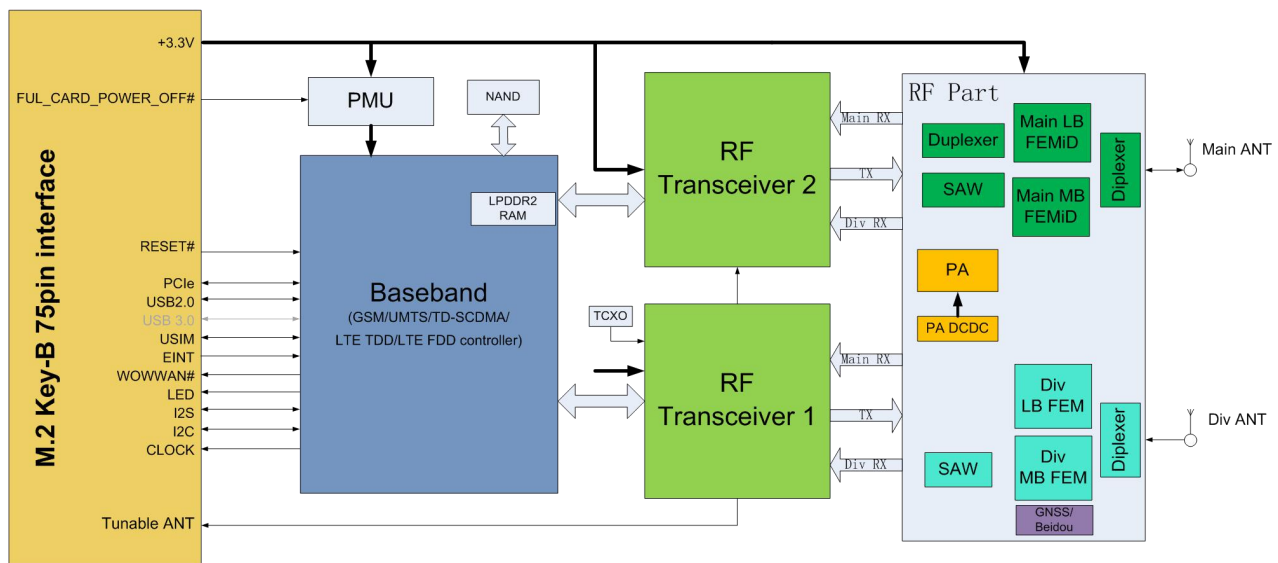 M.2 Key-B 75pin interface
+3.3V
FUL_CARD_POWER_OFF#
RESET#
PCIe
USB2.0
USB 3.0
USIM
EINT
WOWWAN#
LED
I2S
I2C
CLOCK
Tunable ANT
PMU
NAND
LPDDR2
RAM
Baseband
(GSM/UMTS/TD-SCDMA/
LTE TDD/LTE FDD controller)
TCXO
RF
Transceiver 2
RF
Transceiver 1
Main RX
TX
Div RX
Main RX
TX
Div RX
RF Part
Duplexer
Main LB
FEMiD
SAW
Main MB
FEMiD
Diplexer
PA
PA DCDC
Div
LB FEM
SAW
Div
MB FEM
Diplexer
GNSS/
Beidou
Main ANT
Div ANT